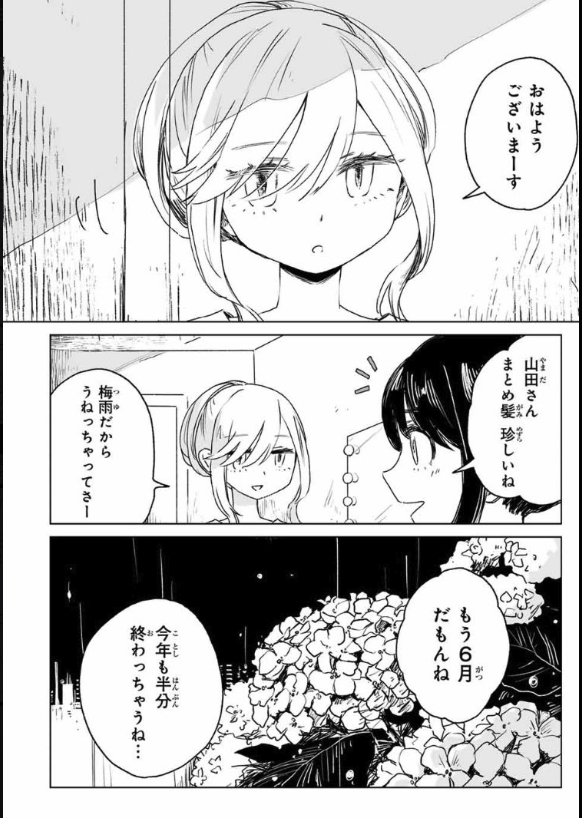 おはよう
ございまーす
山田さん
まとめ髪 珍しいね
梅雨だから
うねっちゃってさー
もう6月
だもんね
今年も半分
終わっちゃうね…